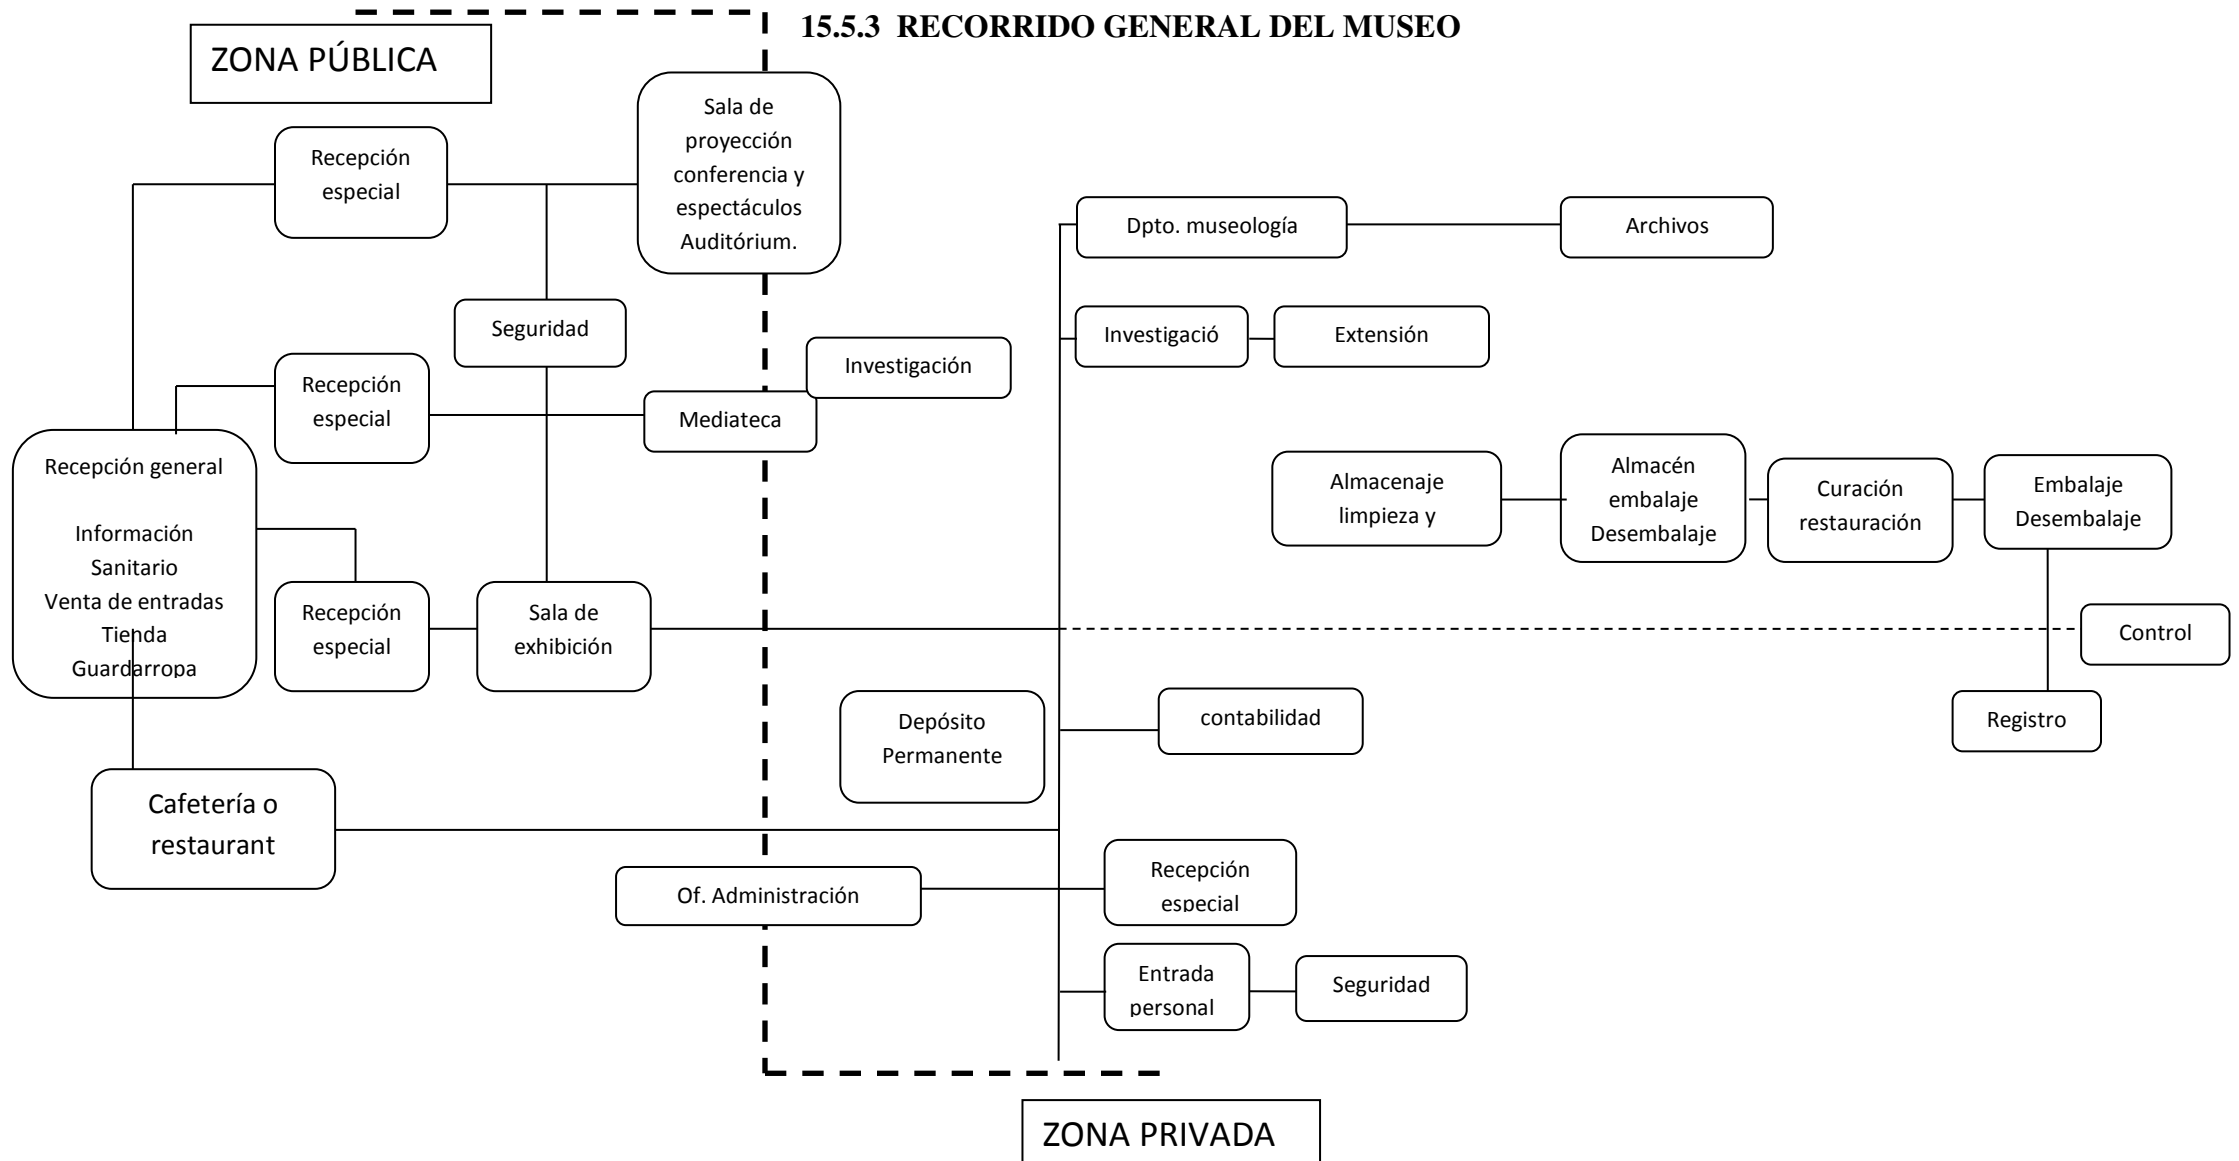 15.5.3 RECORRIDO GENERAL DEL MUSEO
ZONA PÚBLICA
Sala de
proyección
conferencia y
espectáculos
Auditórium.
Recepción
especial
Dpto. museología
Archivos
Seguridad
Investigació
Extensión
Investigación
Recepción
especial
Mediateca
Recepción general
Información
Sanitario
Venta de entradas
Tienda
Guardarropa
Almacenaje
limpieza y
Almacén
embalaje
Desembalaje
Curación
restauración
Embalaje
Desembalaje
Recepción
especial
Sala de
exhibición
Control
Depósito
Permanente
contabilidad
Registro
Cafetería o
restaurant
Of. Administración
Recepción
especial
Entrada
personal
Seguridad
ZONA PRIVADA